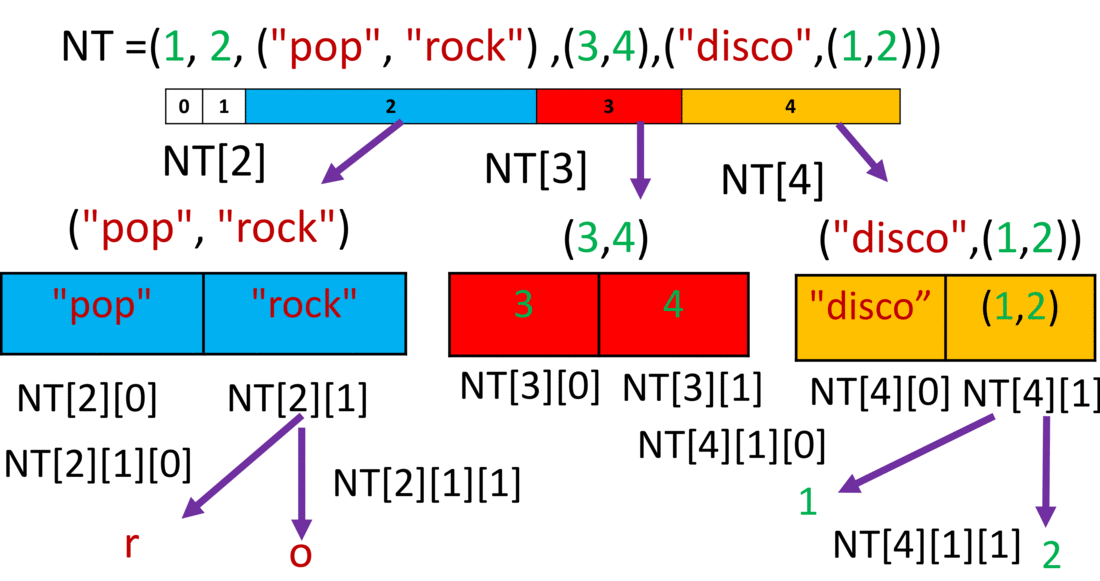 NT =(1, 2, ("pop", "rock") ,(3,4),("disco",(1,2)))
0 1 2 3 4
NT[2] NT[3] NT[4]
("pop", "rock") (3,4) ("disco",(1,2))
"pop" "rock" 3 4 "disco” (1,2)
NT[2][0] NT[2][1] NT[3][0] NT[3][1] NT[4][0] NT[4][1]
NT[2][1][0] NT[2][1][1] NT[4][1][0]
r o 1
NT[4][1][1] 2